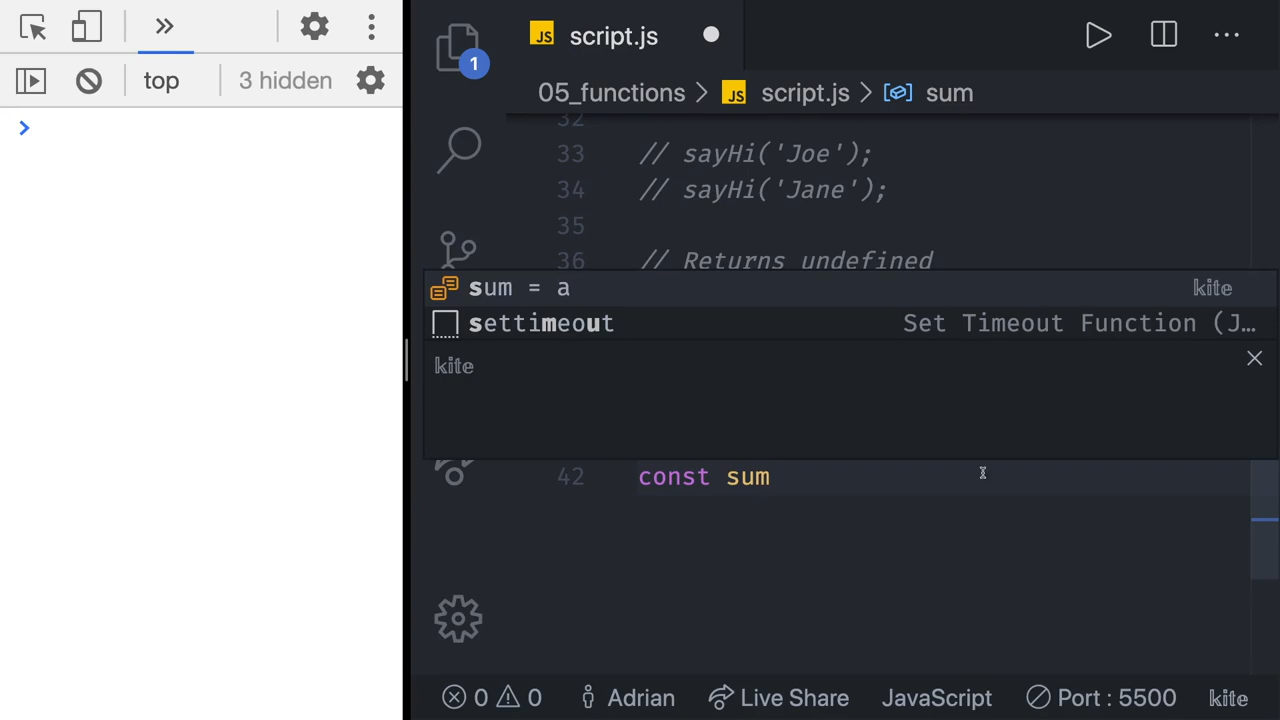 top
3 hidden
1
JS script.js
05_functions > JS script.js > sum
32
33 // sayHi('Joe');
34 // sayHi('Jane');
35
36 // Returns undefined
sum = a kite
settimeout Set Timeout Function (J...
kite
42 const sum
0 0 Adrian Live Share JavaScript Port : 5500 kite